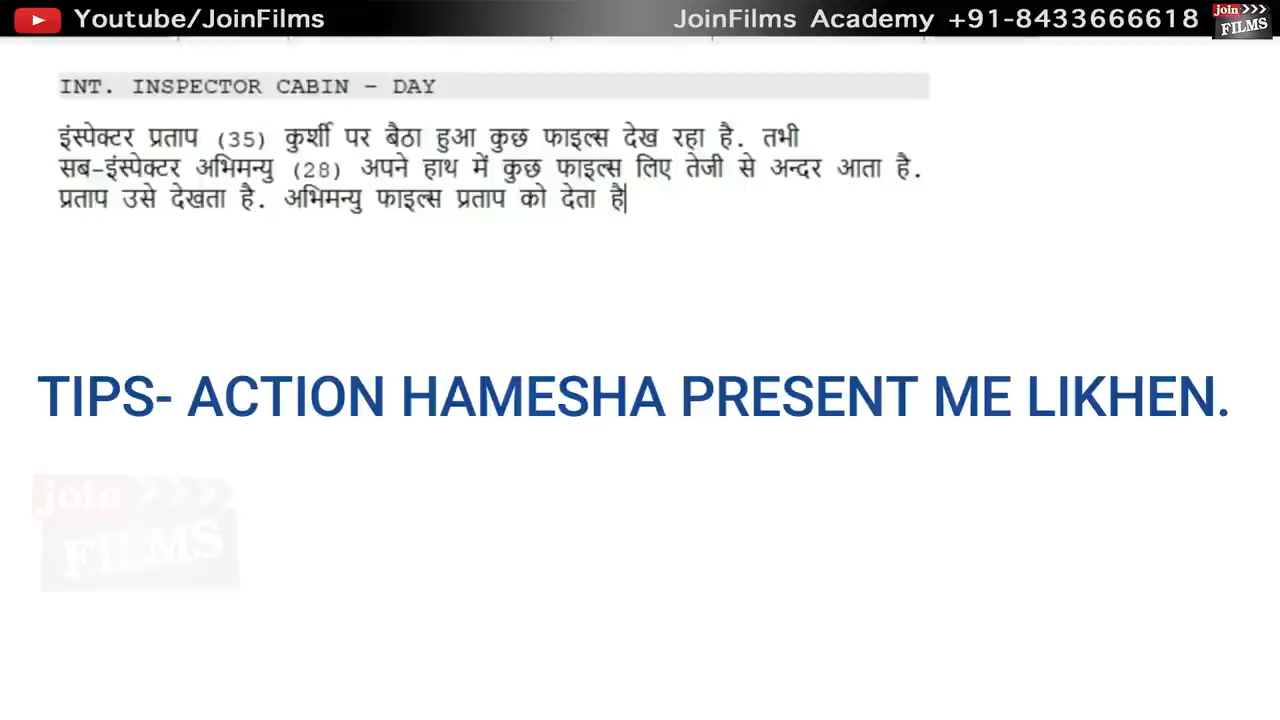 Youtube/JoinFilms
JoinFilms Academy +91-8433666618
join
FILMS
INT. INSPECTOR CABIN - DAY
इंस्पेक्टर प्रताप (35) कुर्शी पर बैठा हुआ कुछ फाइल्स देख रहा है. तभी
सब-इंस्पेक्टर अभिमन्यु (28) अपने हाथ में कुछ फाइल्स लिए तेजी से अन्दर आता है.
प्रताप उसे देखता है. अभिमन्यु फाइल्स प्रताप को देता है
TIPS- ACTION HAMESHA PRESENT ME LIKHEN.
join
FILMS